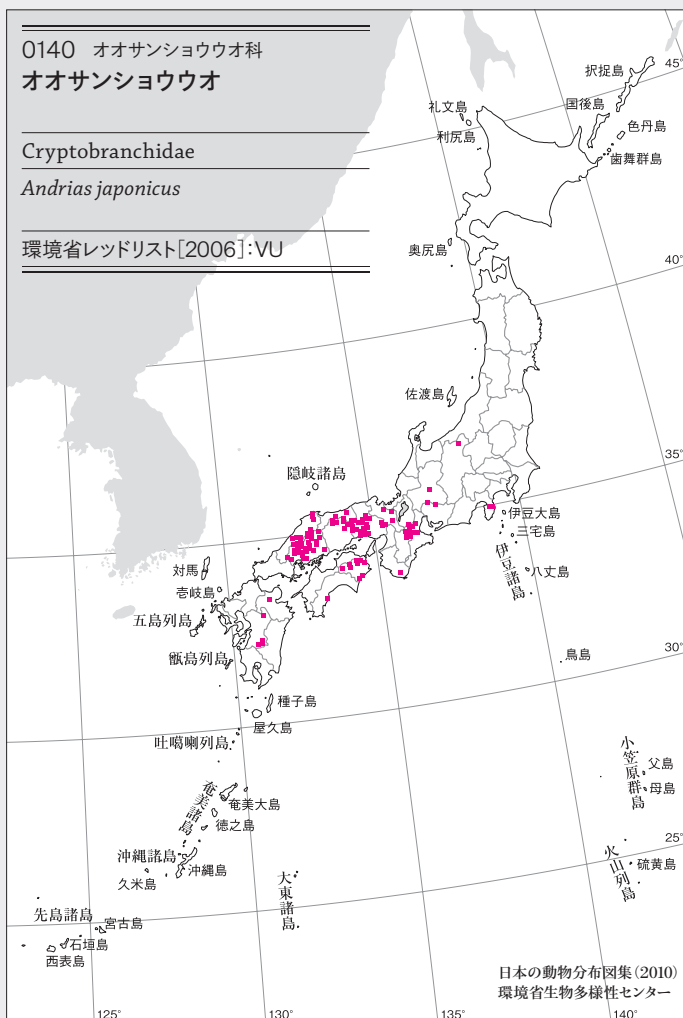 0140 オオサンショウウオ科
オオサンショウウオ
Cryptobranchidae
Andrias japonicus
環境省レッドリスト[2006]:VU
択捉島
国後島
色丹島
歯舞群島
礼文島
利尻島
奥尻島
佐渡島
隠岐諸島
伊豆大島
三宅島
八丈島
伊豆諸島
対馬
壱岐島
五島列島
甑島列島
鳥島
種子島
屋久島
吐噶喇列島
小笠原群島
父島
母島
奄美諸島
奄美大島
徳之島
沖縄諸島
沖縄島
久米島
大東諸島
火山列島
硫黄島
先島諸島
宮古島
石垣島
西表島
45°
40°
35°
30°
25°
125°
130°
135°
140°
日本の動物分布図集(2010)
環境省生物多様性センター